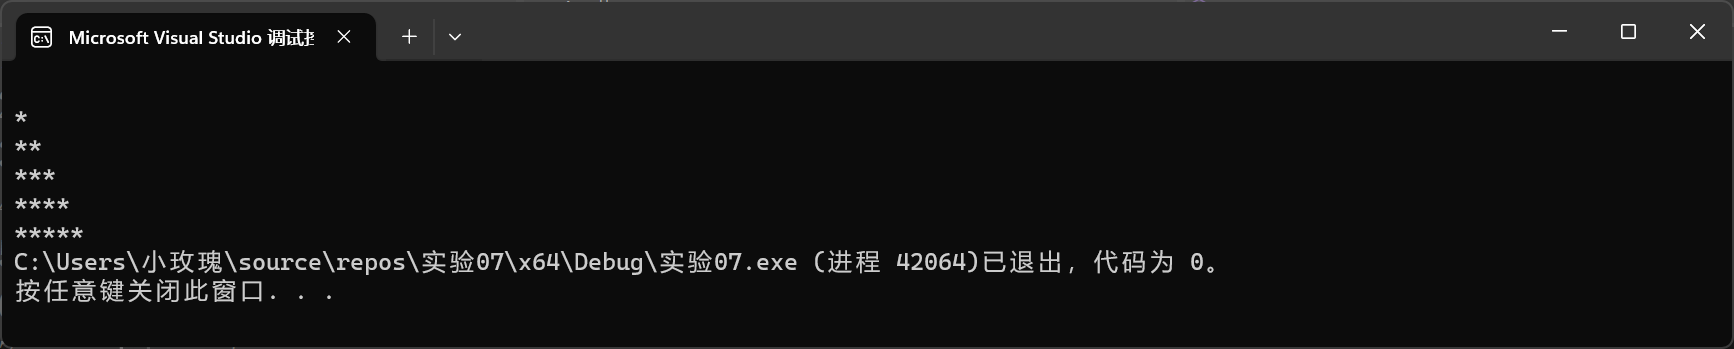 Microsoft Visual Studio 调试
*
**
***
****
*****
C:\Users\小玫瑰\source\repos\实验07\x64\Debug\实验07.exe (进程 42064)已退出，代码为 0。
按任意键关闭此窗口. . .